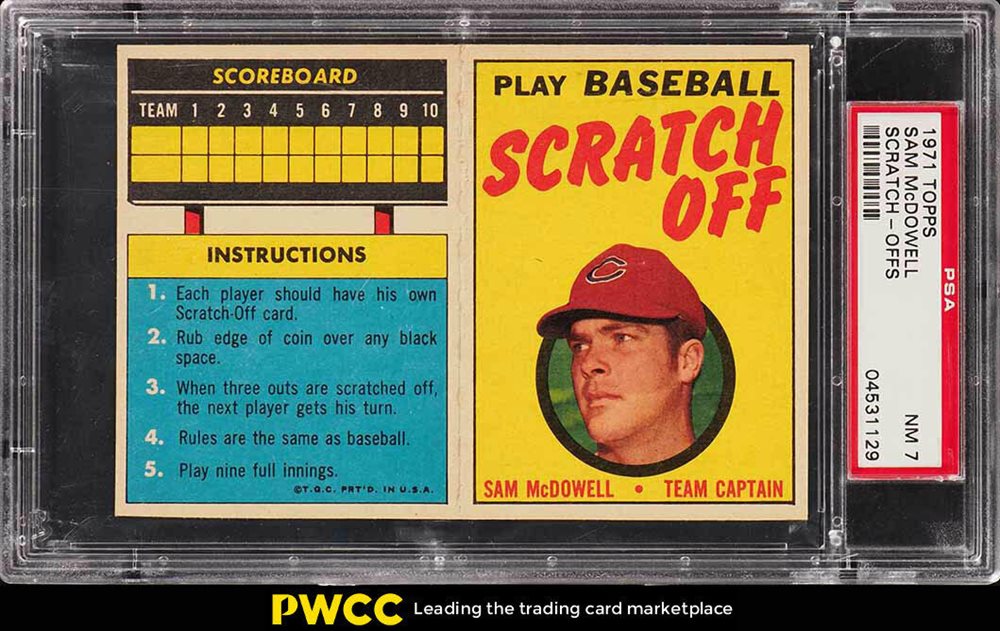 SCOREBOARD
TEAM 1 2 3 4 5 6 7 8 9 10
INSTRUCTIONS
1. Each player should have his own
Scratch-Off card.
2. Rub edge of coin over any black
space.
3. When three outs are scratched off,
the next player gets his turn.
4. Rules are the same as baseball.
5. Play nine full innings.
©T.G.C. PRT'D. IN U.S.A.
PLAY BASEBALL
SCRATCH
OFF
C
SAM McDOWELL • TEAM CAPTAIN
1971 TOPPS
SAM McDOWELL
SCRATCH-OFFS
PSA
NM 7
04531129
PWCC Leading the trading card marketplace